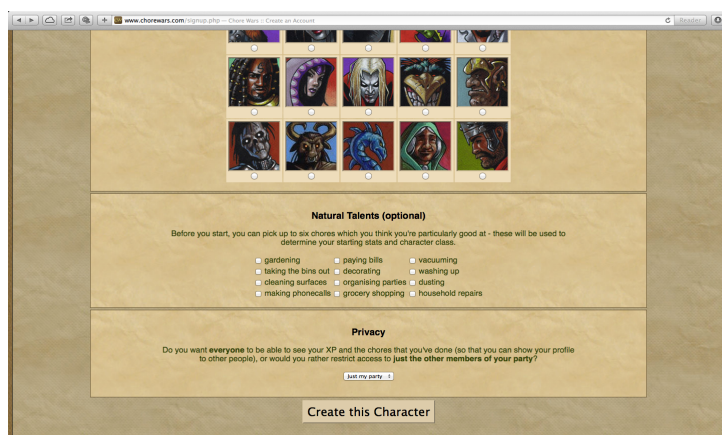 www.chorewars.com/signup.php — Chore Wars :: Create an Account
Reader
Natural Talents (optional)
Before you start, you can pick up to six chores which you think you're particularly good at - these will be used to
determine your starting stats and character class.
gardening paying bills vacuuming
taking the bins out decorating washing up
cleaning surfaces organising parties dusting
making phonecalls grocery shopping household repairs
Privacy
Do you want everyone to be able to see your XP and the chores that you've done (so that you can show your profile
to other people), or would you rather restrict access to just the other members of your party?
Just my party
Create this Character